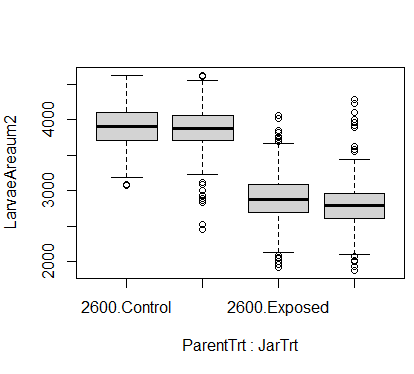 LarvaeAreaum2
4000
3000
2000
2600.Control 2600.Exposed
ParentTrt : JarTrt